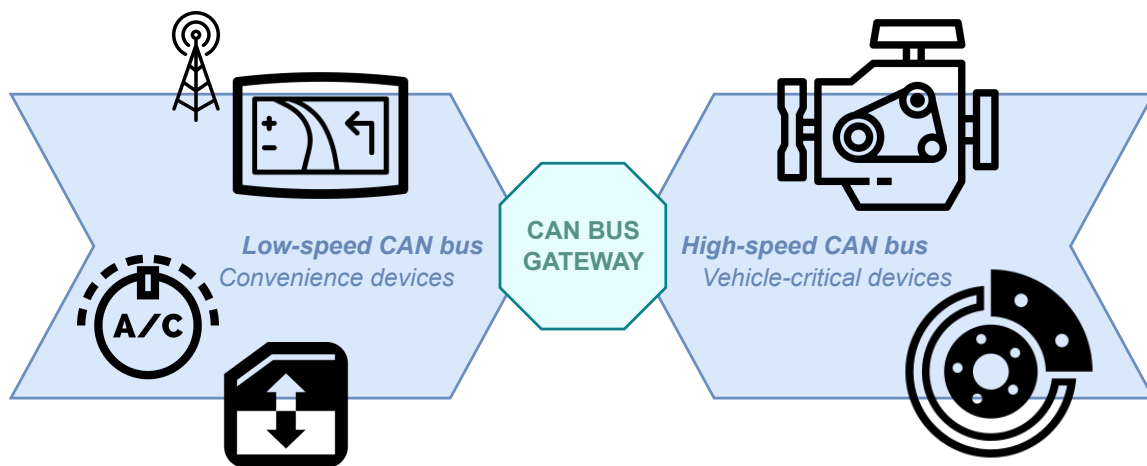 +
-
A/C
Low-speed CAN bus
Convenience devices
CAN BUS
GATEWAY
High-speed CAN bus
Vehicle-critical devices